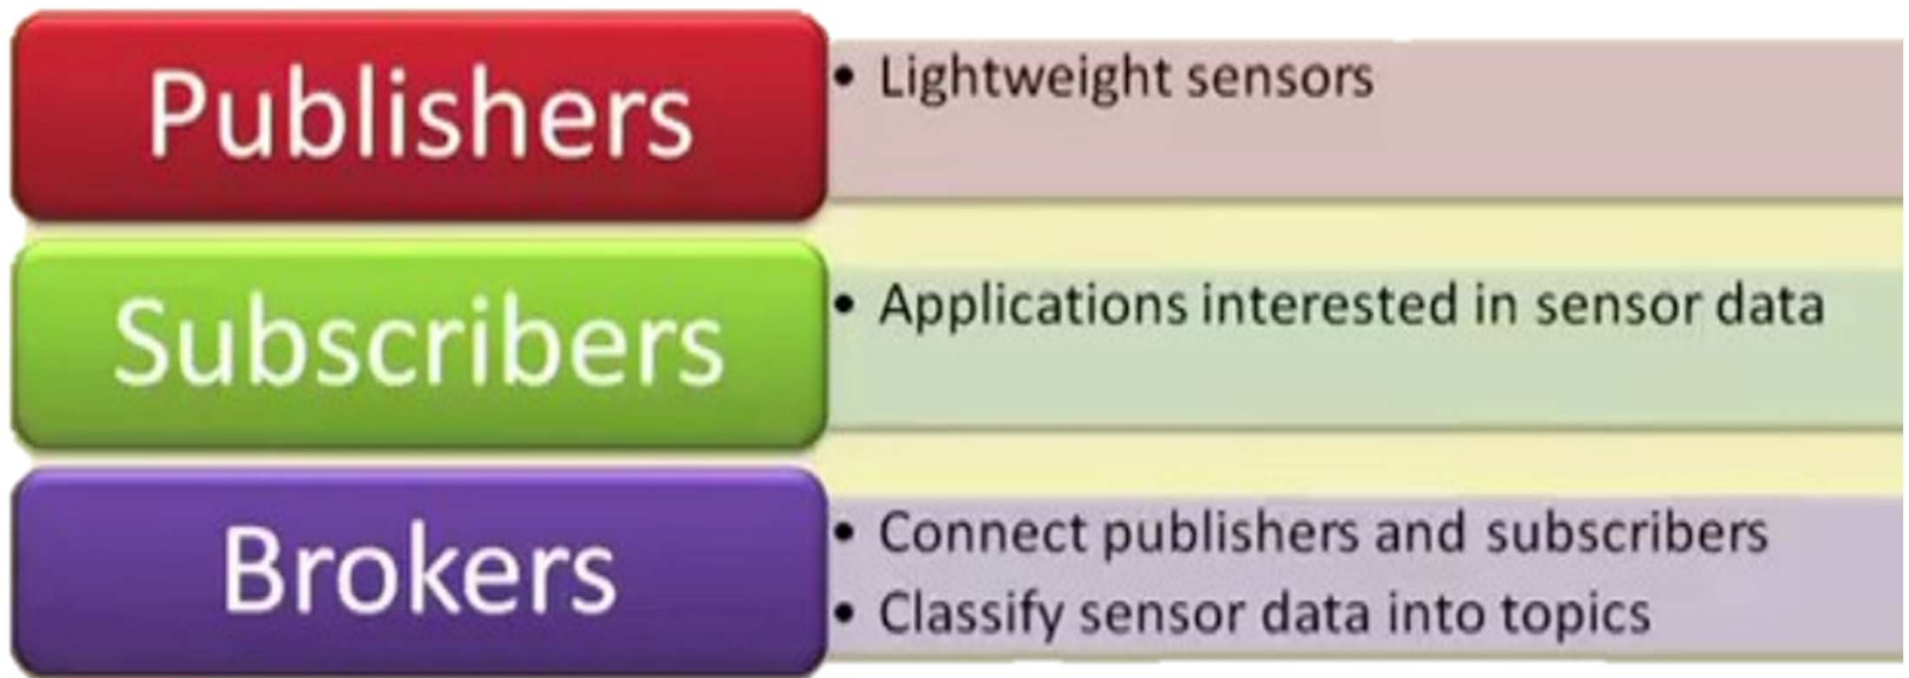 Publishers
• Lightweight sensors
Subscribers
• Applications interested in sensor data
Brokers
• Connect publishers and subscribers
• Classify sensor data into topics